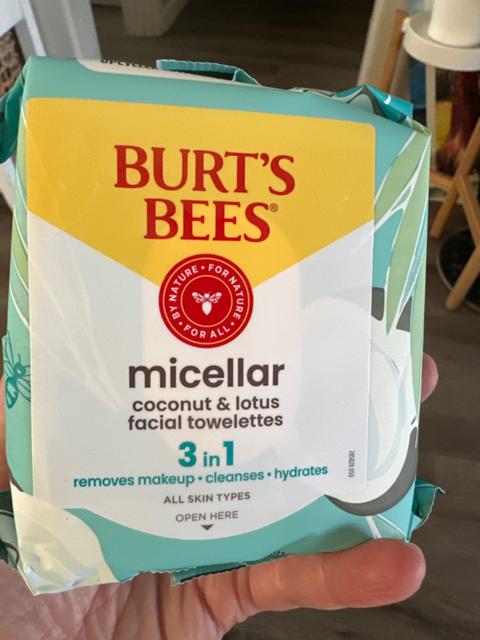 BURT'S
BEES®
BY NATURE • FOR NATURE
• FOR ALL •
micellar
coconut & lotus
facial towelettes
3 in 1
removes makeup • cleanses • hydrates
ALL SKIN TYPES
OPEN HERE